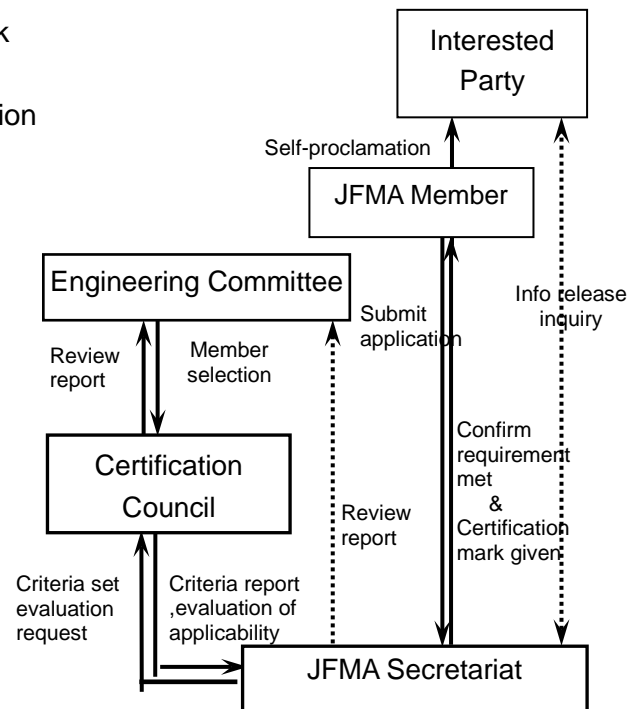 k
ion
Interested
Party
Self-proclamation
JFMA Member
Engineering Committee
Submit
application
Info release
inquiry
Review
report
Member
selection
Certification
Council
Confirm
requirement
met
&
Certification
mark given
Review
report
Criteria set
evaluation
request
Criteria report
,evaluation of
applicability
JFMA Secretariat